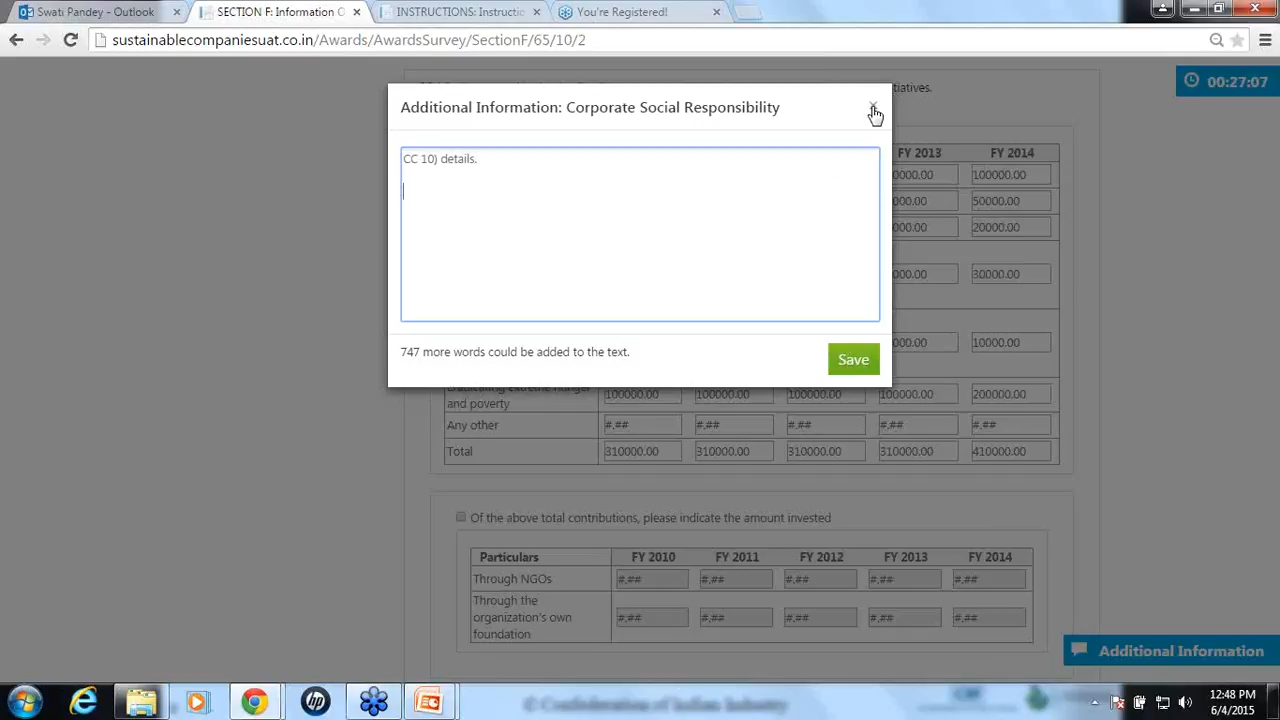 Swati Pandey - Outlook
SECTION F: Information O
INSTRUCTIONS: Instructio
You're Registered!
sustainablecompaniesuat.co.in/Awards/AwardsSurvey/SectionF/65/10/2
00:27:07
itiatives.
Additional Information: Corporate Social Responsibility
×
CC 10) details.
747 more words could be added to the text.
Save
FY 2013 FY 2014
0000.00 100000.00
000.00 50000.00
000.00 20000.00
000.00 30000.00
000.00 10000.00
and poverty 100000.00 100000.00 100000.00 100000.00 200000.00
Any other #.## #.## #.## #.## #.##
Total 310000.00 310000.00 310000.00 310000.00 410000.00
Of the above total contributions, please indicate the amount invested
Particulars FY 2010 FY 2011 FY 2012 FY 2013 FY 2014
Through NGOs #.## #.## #.## #.## #.##
Through the
organization's own #.## #.## #.## #.## #.##
foundation
Additional Information
© Confederation of Indian Industry
12:48 PM
6/4/2015